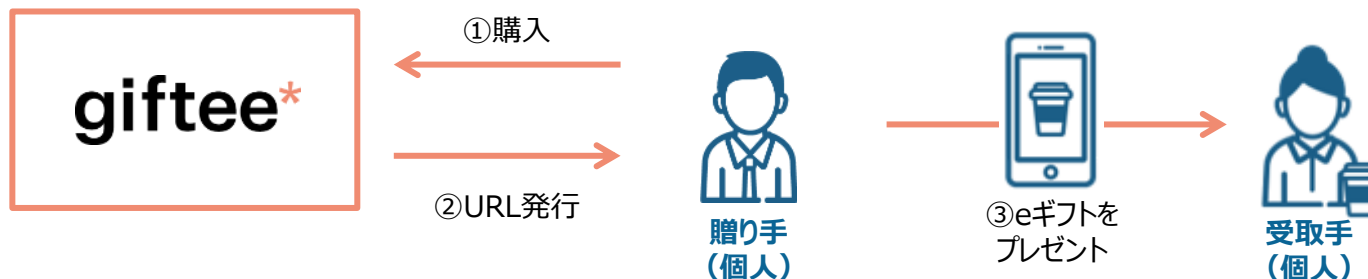 ①購入
giftee*
②URL発行
贈り手
（個人）
③eギフトを
プレゼント
受取手
（個人）